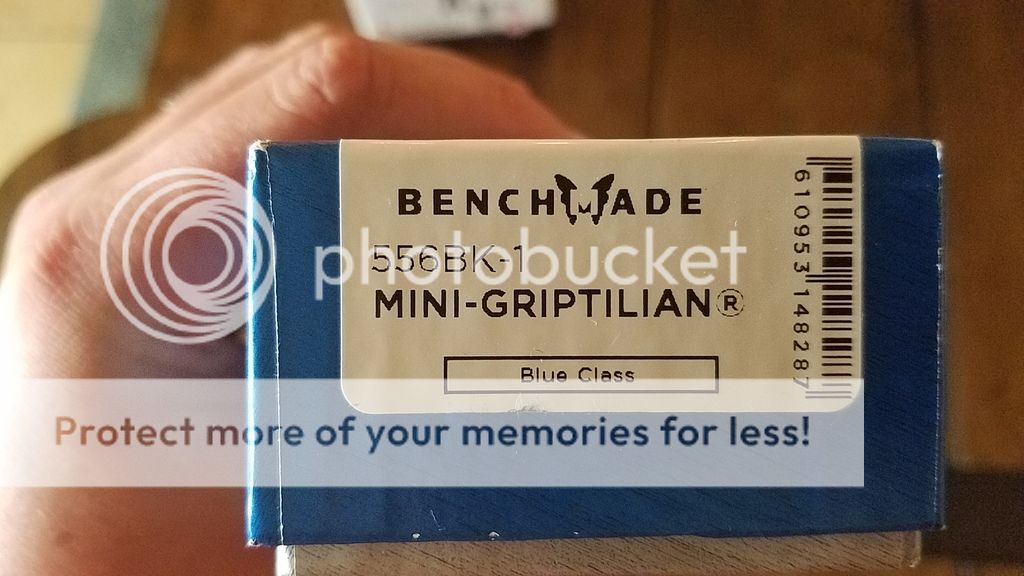 BENCHMADE
556BK-1
MINI-GRIPTILIAN®
Blue Class
610953148287
photobucket
Protect more of your memories for less!